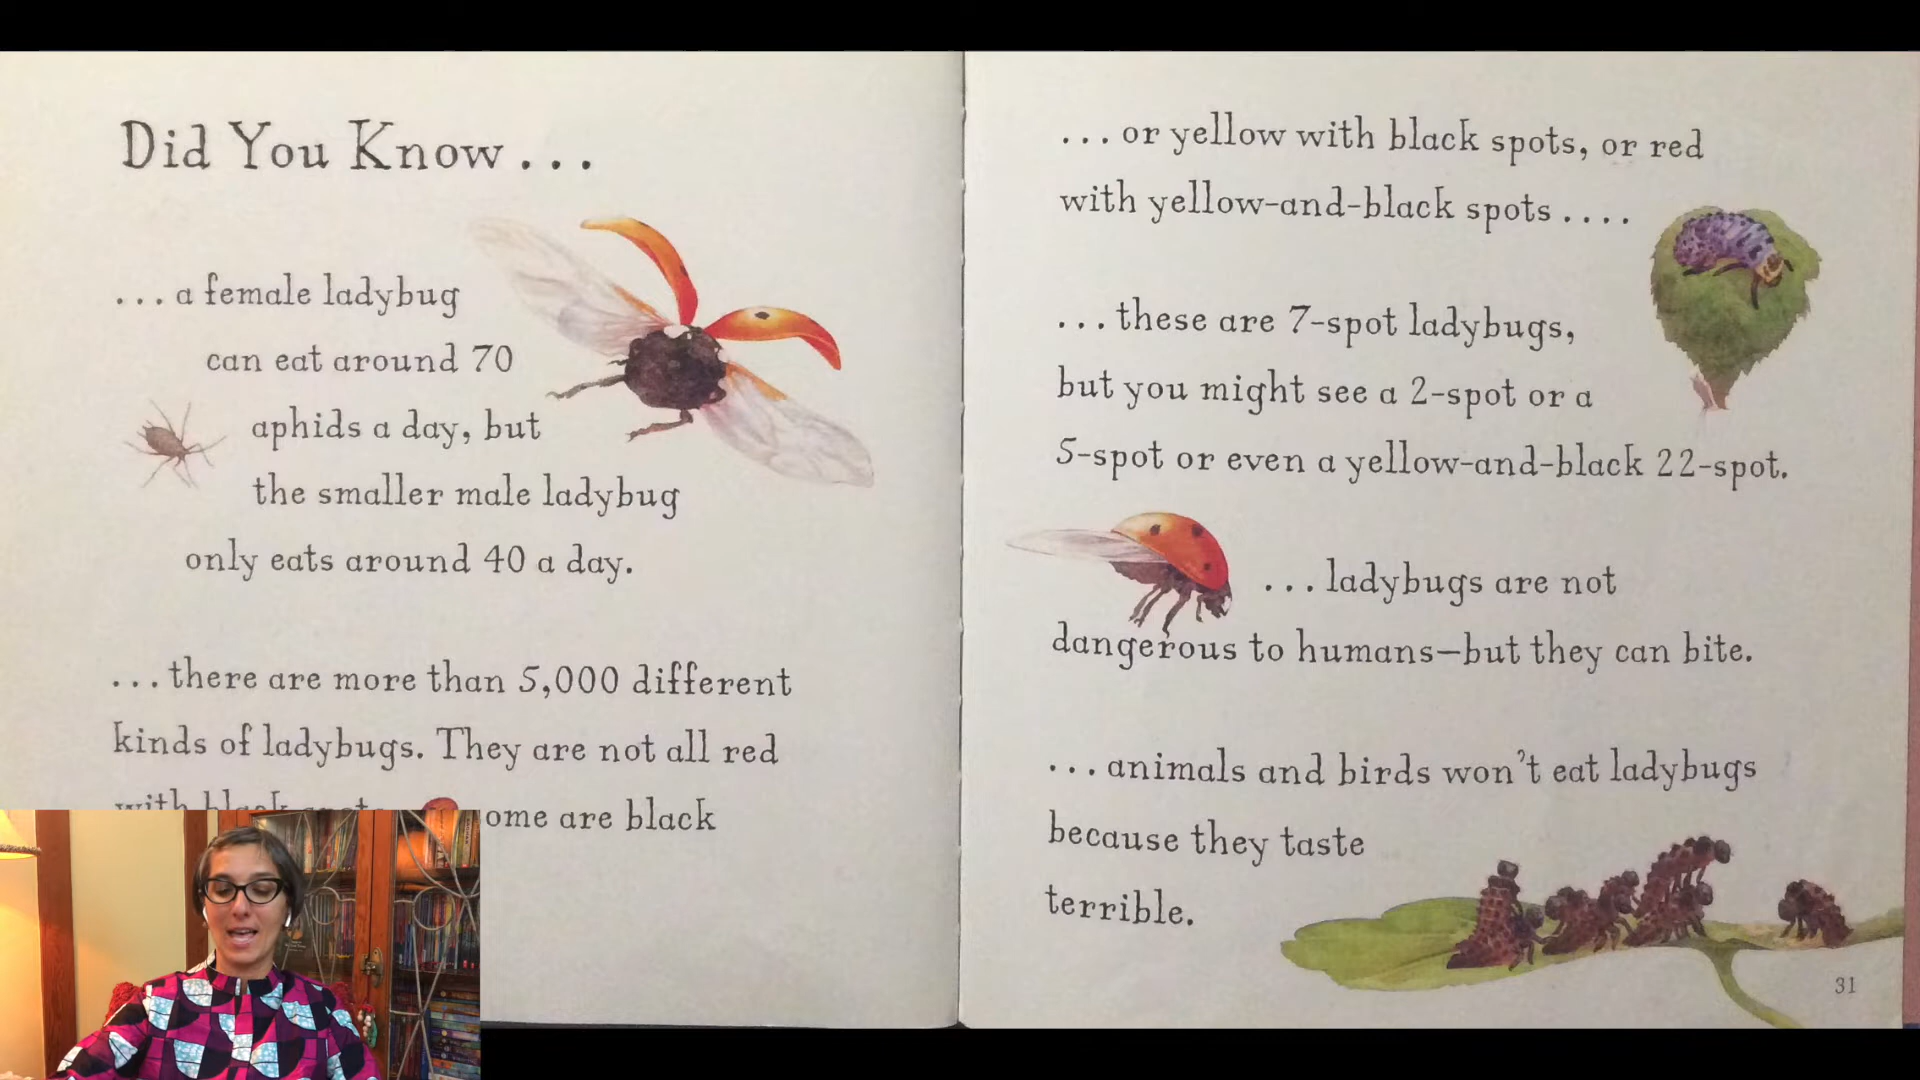 Did You Know...
...a female ladybug
can eat around 70
aphids a day, but
the smaller male ladybug
only eats around 40 a day.
...there are more than 5,000 different
kinds of ladybugs. They are not all red
with black
are black
...or yellow with black spots, or red
with yellow-and-black spots....
...these are 7-spot ladybugs,
but you might see a 2-spot or a
5-spot or even a yellow-and-black 22-spot.
...ladybugs are not
dangerous to humans—but they can bite.
...animals and birds won't eat ladybugs
because they taste
terrible.
31